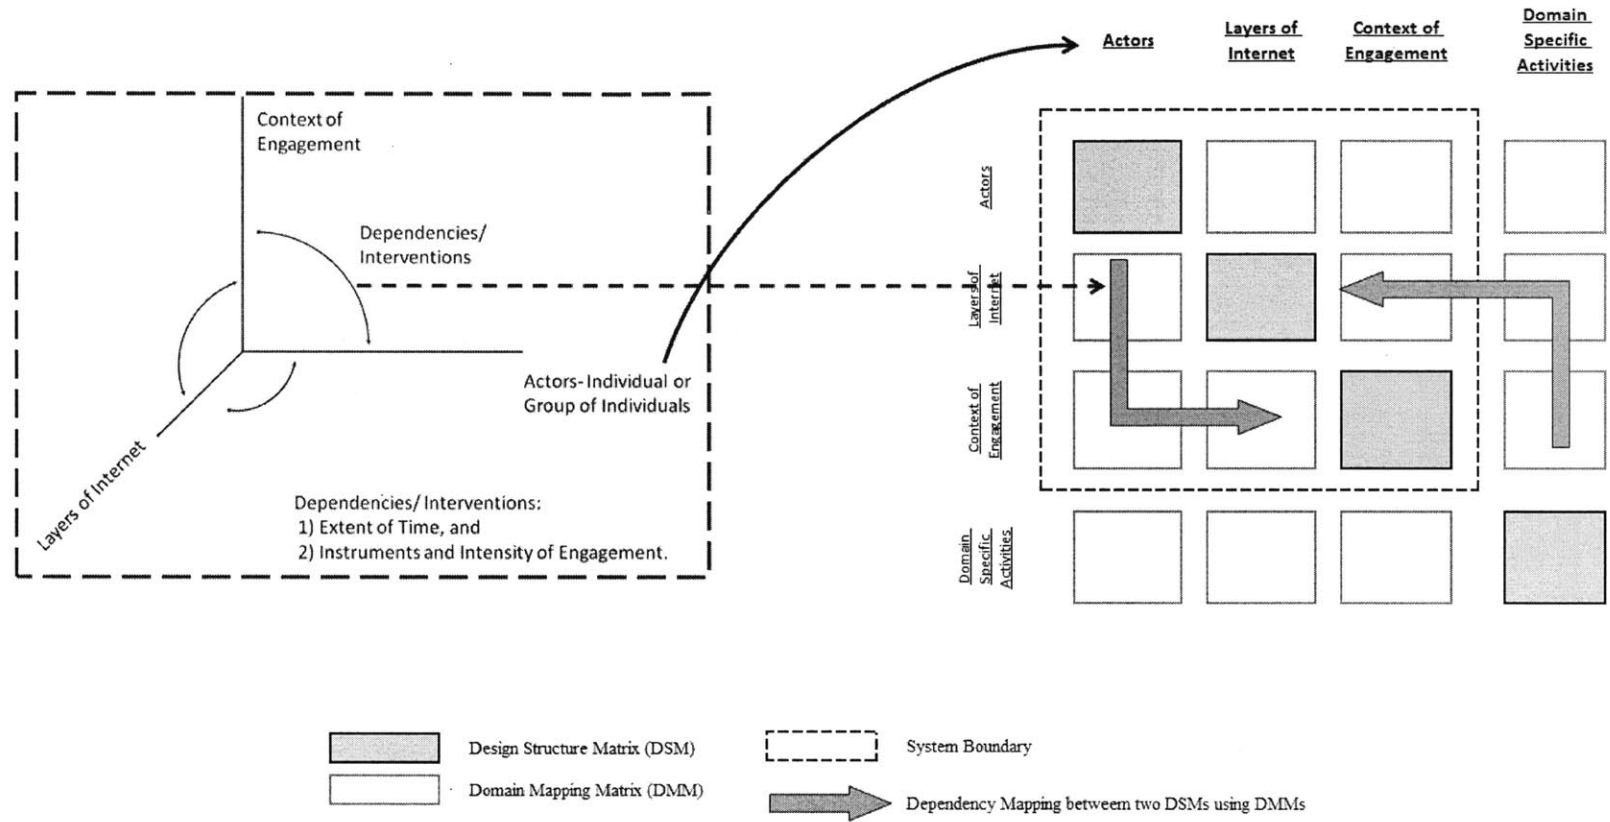 Context of
Engagement
Dependencies/
Interventions
Actors- Individual or
Group of Individuals
Layers of Internet
Dependencies/ Interventions:
1) Extent of Time, and
2) Instruments and Intensity of Engagement.
Actors
Layers of
Internet
Context of
Engagement
Domain
Specific
Activities
Actors
Layers of
Internet
Context of
Engagement
Domain
Specific
Activities
Design Structure Matrix (DSM)
Domain Mapping Matrix (DMM)
System Boundary
Dependency Mapping betweem two DSMs using DMMs